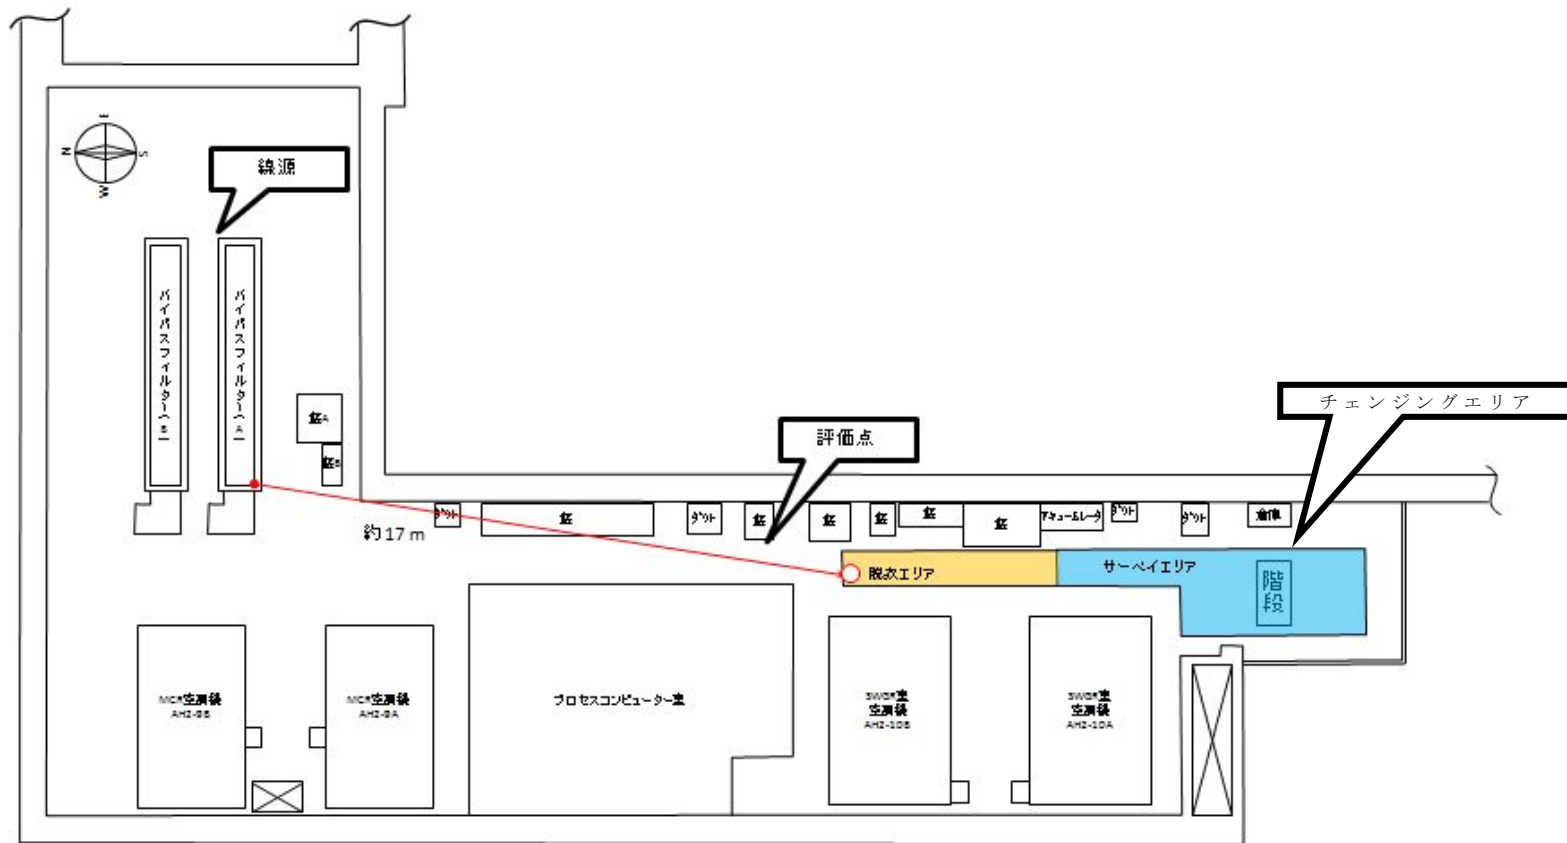 E
N
S
W
線源
バイパスフィルター(B)
バイパスフィルター(A)
盤A
盤B
評価点
チェンジングエリア
約17 m
ダクト
盤
ダクト
盤
盤
盤
盤
盤
アキュームレータ
ダクト
ダクト
倉庫
脱衣エリア
サーベイエリア
階段
MCR空調機
AH2-9B
MCR空調機
AH2-9A
プロセスコンピューター室
SWGR室
空調機
AH2-10B
SWGR室
空調機
AH2-10A